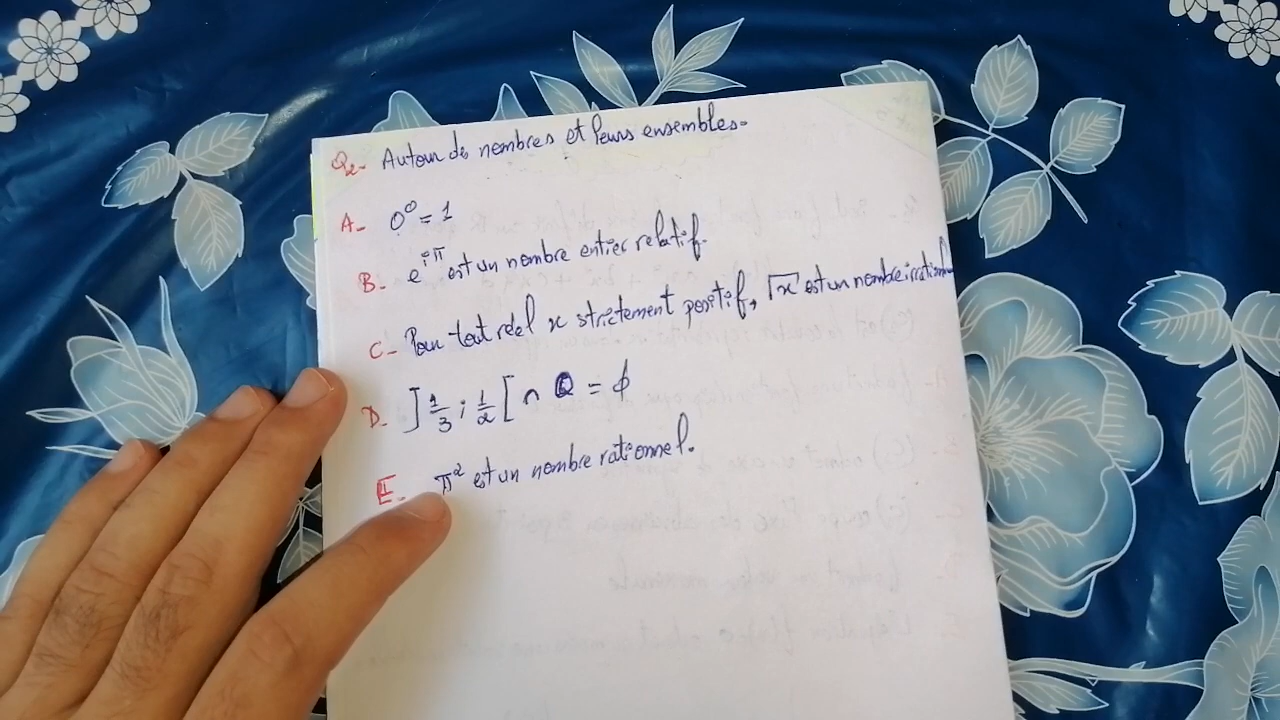 Q2- Autour des nombres et leurs ensembles.
A- 0⁰ = 1
B- e^{iπ} est un nombre entier relatif.
C- Pour tout réel x strictement positif, √x est un nombre irrationnel
D- ]1/3 ; 1/2[ ∩ Q = ϕ
E- π² est un nombre rationnel.